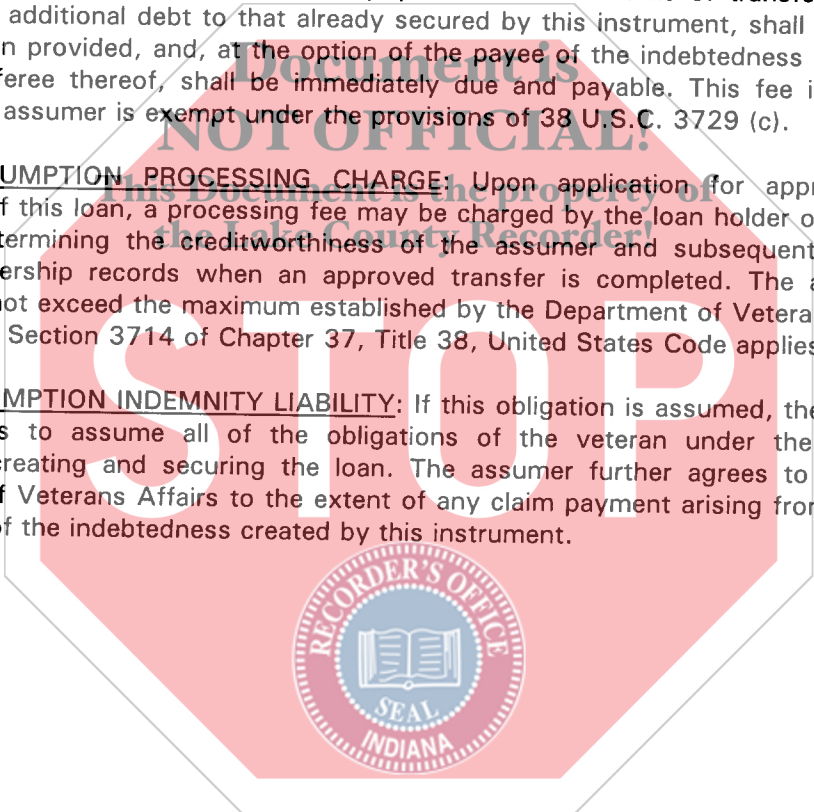 additional debt to that already secured by this instrument, shall
n provided, and, at the option of the payee of the indebtedness
feree thereof, shall be immediately due and payable. This fee i
assumer is exempt under the provisions of 38 U.S.C. 3729 (c).
UMPTION PROCESSING CHARGE: Upon application for appr
f this loan, a processing fee may be charged by the loan holder o
termining the creditworthiness of the assumer and subsequent
ership records when an approved transfer is completed. The a
not exceed the maximum established by the Department of Vetera
Section 3714 of Chapter 37, Title 38, United States Code applies
MPTION INDEMNITY LIABILITY: If this obligation is assumed, the
s to assume all of the obligations of the veteran under the
reating and securing the loan. The assumer further agrees to
f Veterans Affairs to the extent of any claim payment arising from
of the indebtedness created by this instrument.
Document is
NOT OFFICIAL!
This Document is the property of
the Lake County Recorder!
STOP
RECORDER'S OFFICE
SEAL
INDIANA